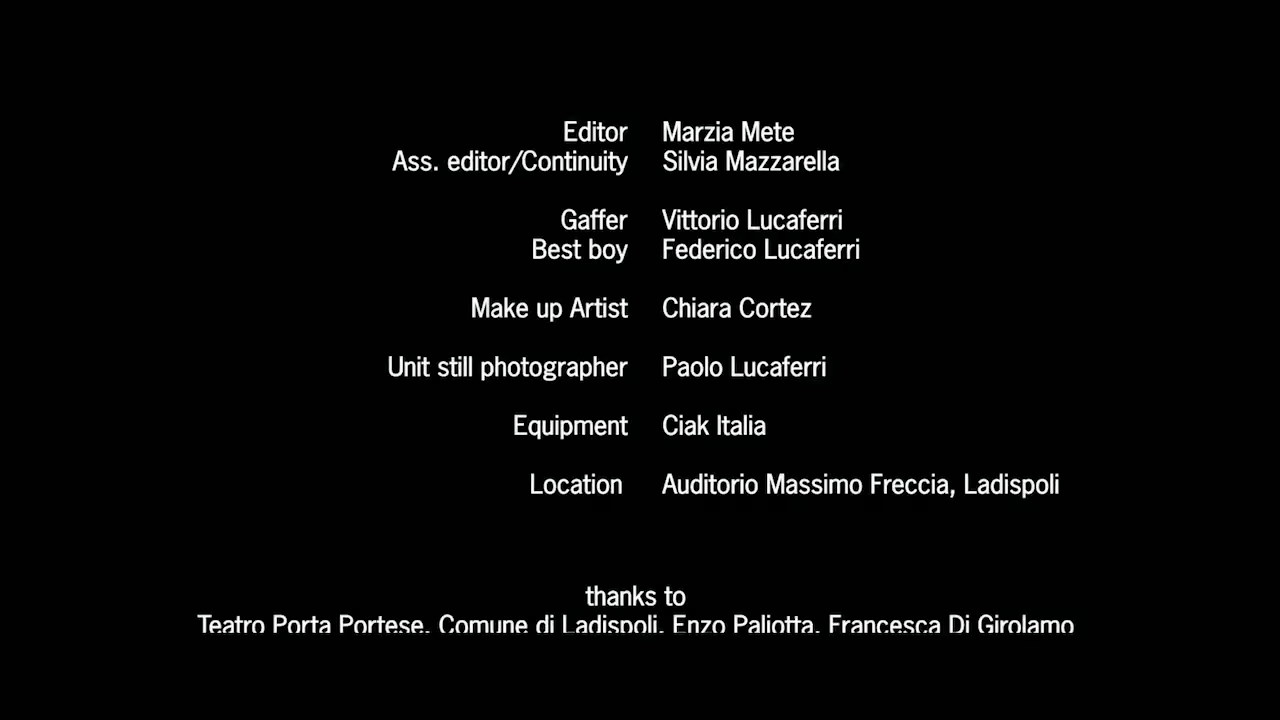 Editor Marzia Mete
Ass. editor/Continuity Silvia Mazzarella
Gaffer Vittorio Lucaferri
Best boy Federico Lucaferri
Make up Artist Chiara Cortez
Unit still photographer Paolo Lucaferri
Equipment Ciak Italia
Location Auditorio Massimo Freccia, Ladispoli
thanks to
Teatro Porta Portese, Comune di Ladispoli, Enzo Paliotta, Francesca Di Girolamo